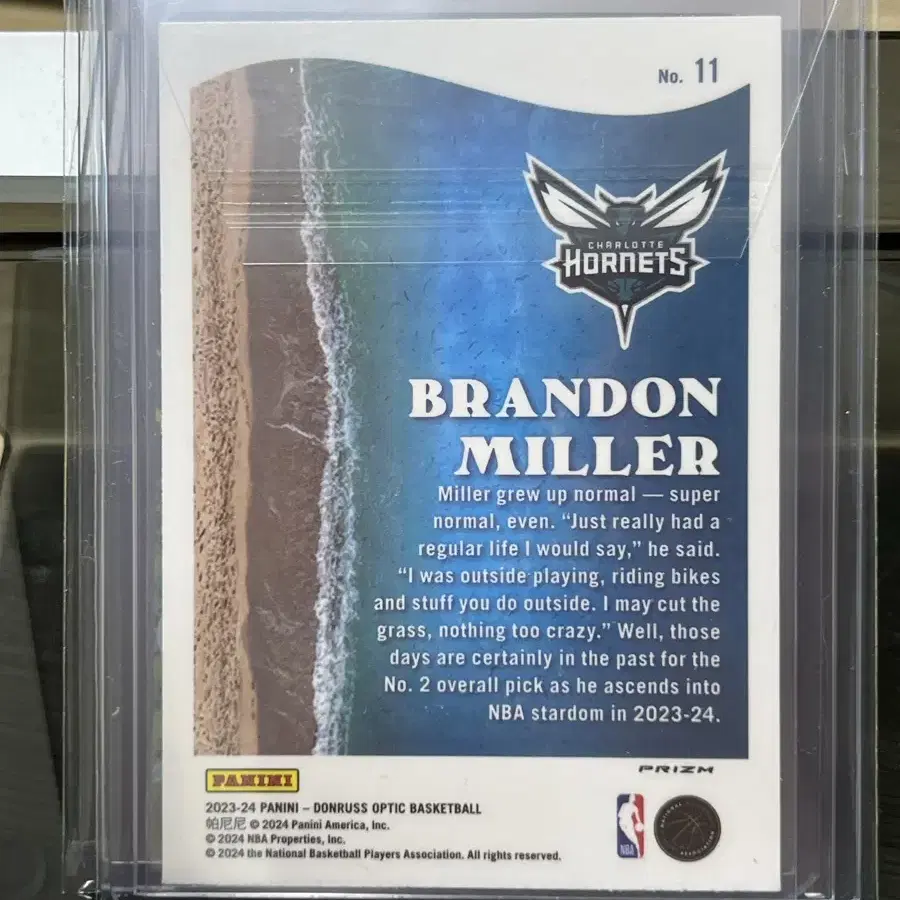 No. 11
CHARLOTTE
HORNETS
BRANDON
MILLER
Miller grew up normal — super
normal, even. “Just really had a
regular life I would say,” he said.
“I was outside playing, riding bikes
and stuff you do outside. I may cut the
grass, nothing too crazy.” Well, those
days are certainly in the past for the
No. 2 overall pick as he ascends into
NBA stardom in 2023-24.
PRIZM
PANINI
2023-24 PANINI – DONRUSS OPTIC BASKETBALL
帕尼尼 © 2024 Panini America, Inc.
© 2024 NBA Properties, Inc.
© 2024 the National Basketball Players Association. All rights reserved.
NBA